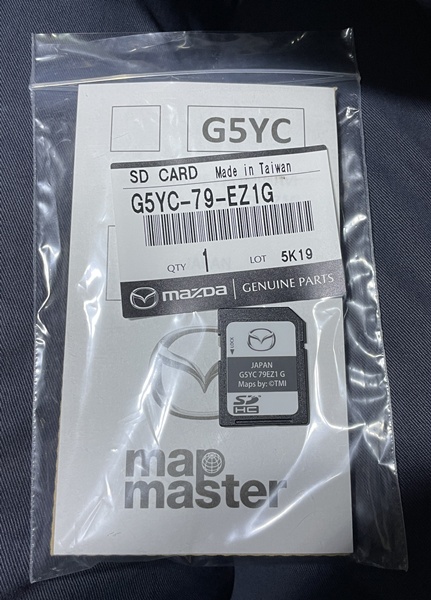 G5YC
SD CARD Made in Taiwan
G5YC-79-EZ1G
QTY 1 LOT 5K19
mazda GENUINE PARTS
LOCK
JAPAN
G5YC 79EZ1 G
Maps by: ©TMI
SD
HC
map
master